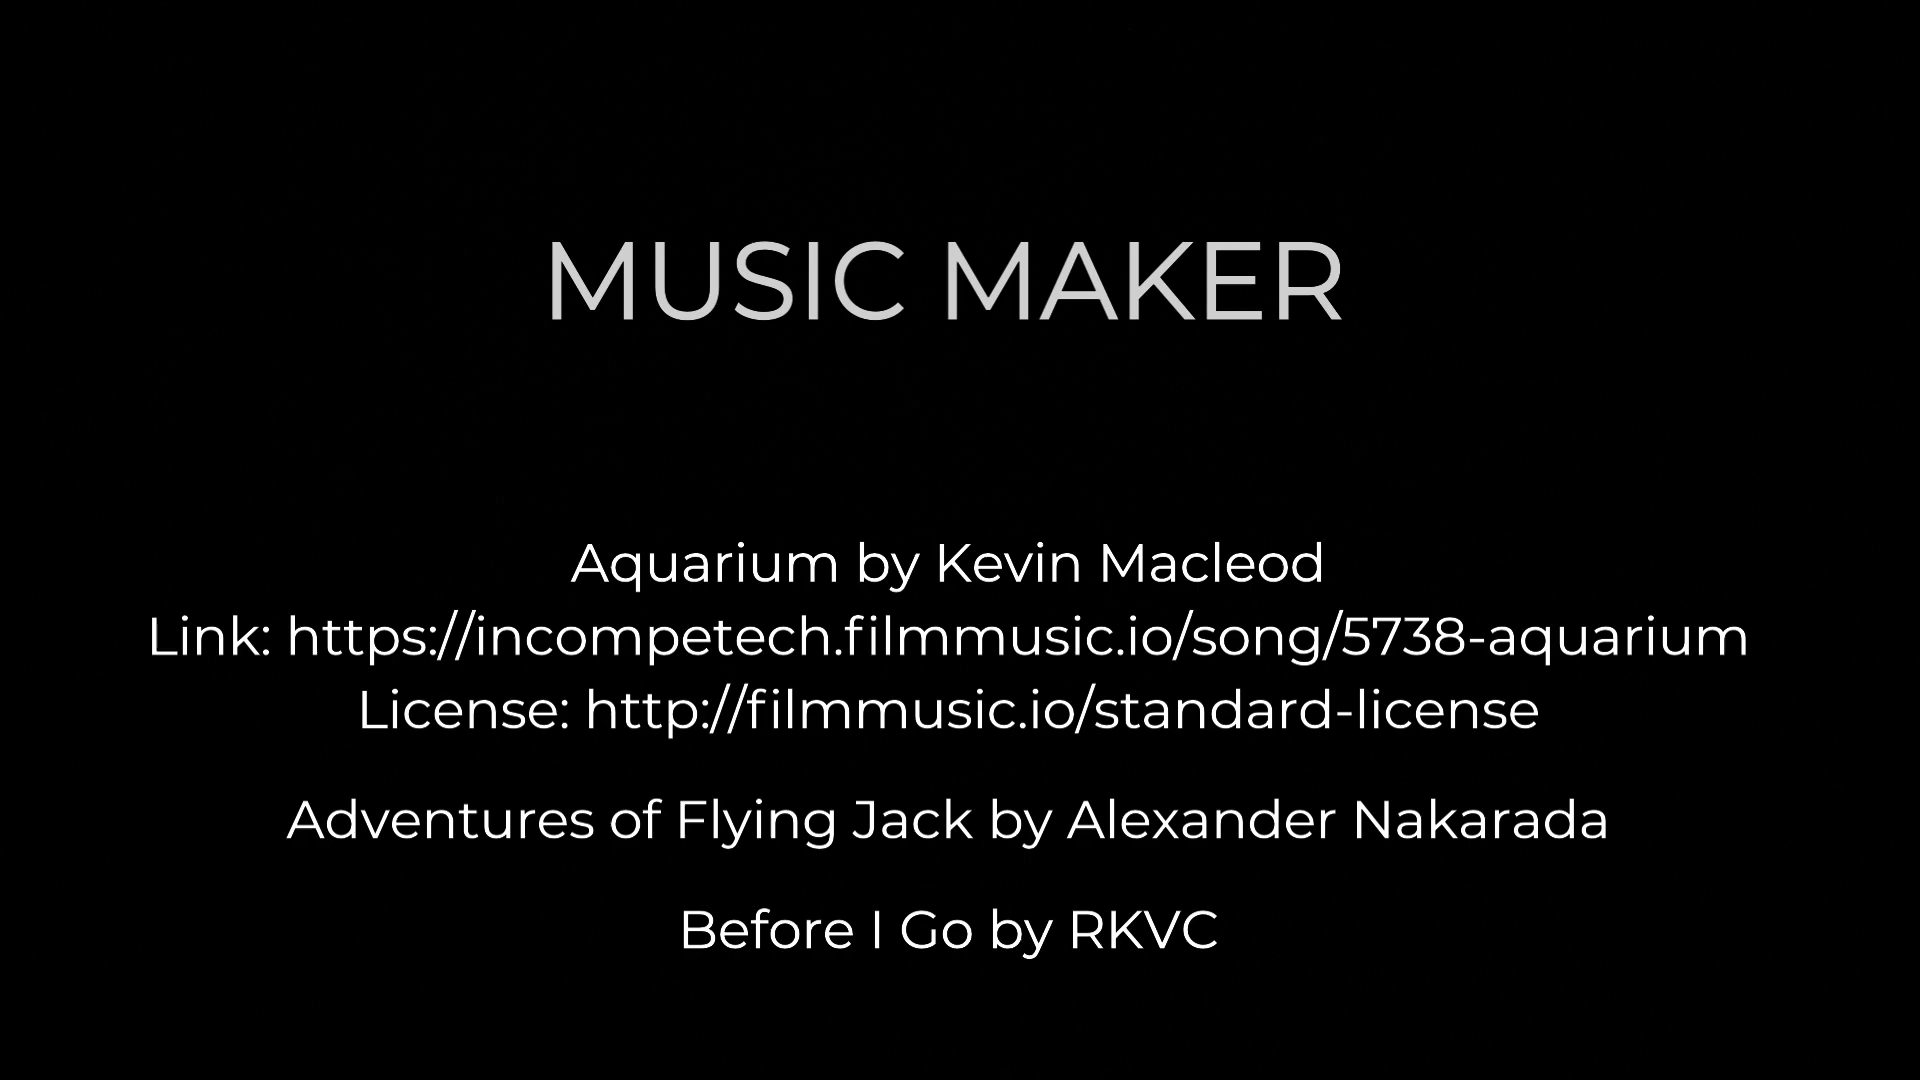 MUSIC MAKER
Aquarium by Kevin Macleod
Link: https://incompetech.filmmusic.io/song/5738-aquarium
License: http://filmmusic.io/standard-license
Adventures of Flying Jack by Alexander Nakarada
Before I Go by RKVC